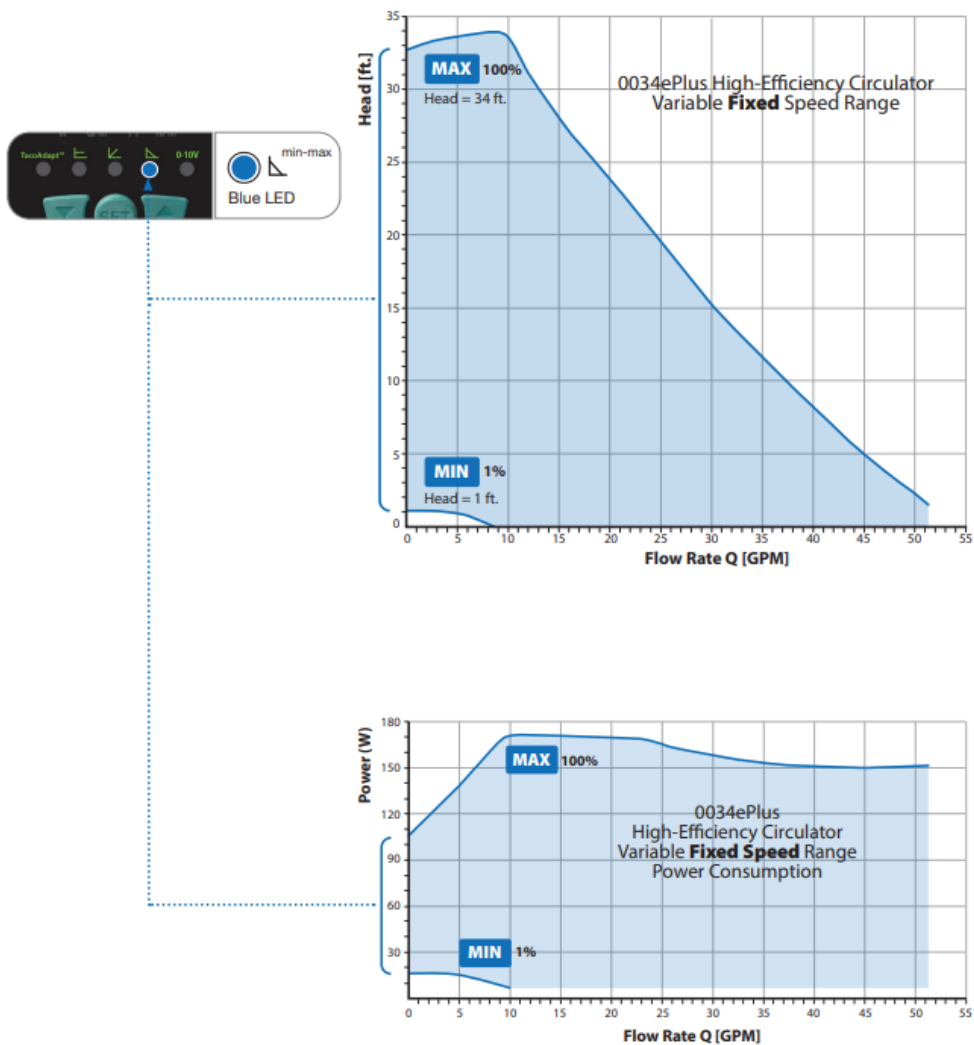 35
Head [ft.]
MAX 100%
Head = 34 ft.
0034ePlus High-Efficiency Circulator
Variable Fixed Speed Range
30
TacoAdapt™ 0-10V
SET
min-max
Blue LED
25
20
15
10
5
MIN 1%
Head = 1 ft.
0
0 5 10 15 20 25 30 35 40 45 50 55
Flow Rate Q [GPM]
180
Power (W)
150
MAX 100%
120
0034ePlus
High-Efficiency Circulator
Variable Fixed Speed Range
Power Consumption
90
60
30
MIN 1%
0 5 10 15 20 25 30 35 40 45 50 55
Flow Rate Q [GPM]